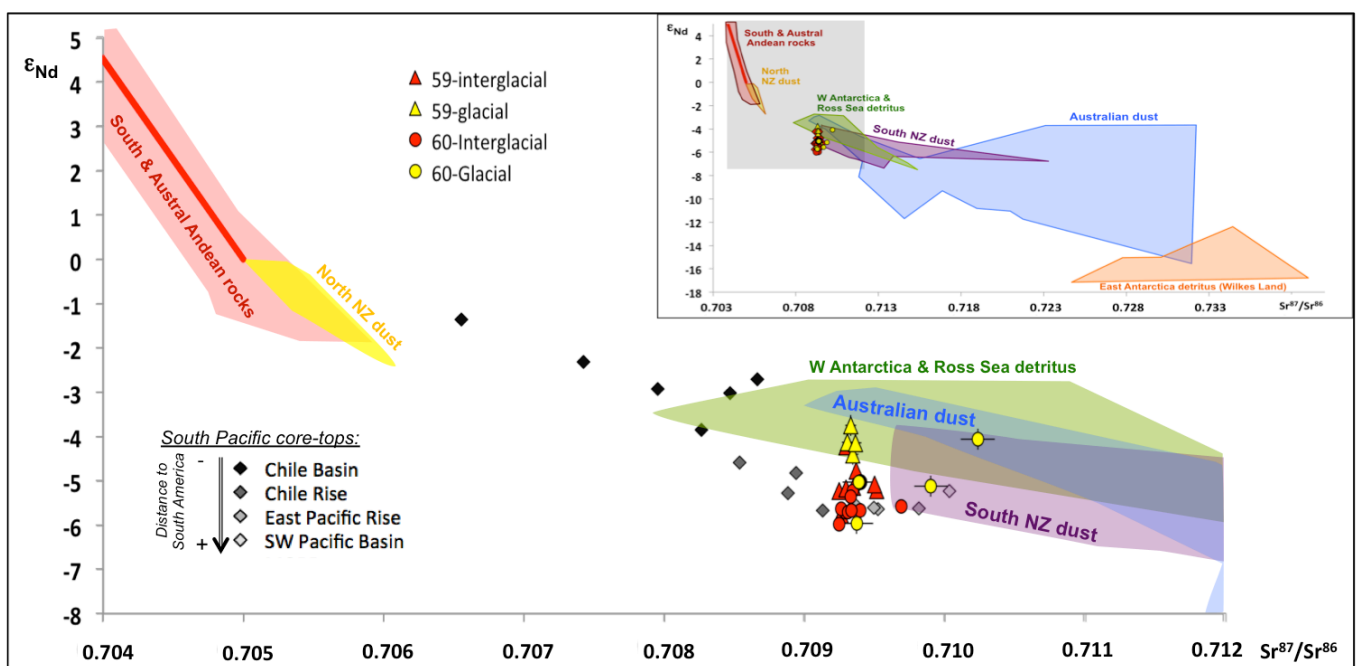 εNd
5
4
3
2
1
0
-1
-2
-3
-4
-5
-6
-7
-8
South & Austral Andean rocks
North NZ dust
59-interglacial
59-glacial
60-Interglacial
60-Glacial
W Antarctica & Ross Sea detritus
Australian dust
South NZ dust
South Pacific core-tops:
Distance to
South America
-
+
Chile Basin
Chile Rise
East Pacific Rise
SW Pacific Basin
0.704 0.705 0.706 0.707 0.708 0.709 0.710 0.711 0.712 Sr87/Sr86
εNd
4
2
0
-2
-4
-6
-8
-10
-12
-14
-16
-18
South & Austral
Andean rocks
North
NZ dust
W Antarctica &
Ross Sea detritus
South NZ dust
Australian dust
East Antarctica detritus (Wilkes Land)
0.703 0.708 0.713 0.718 0.723 0.728 0.733 Sr87/Sr86